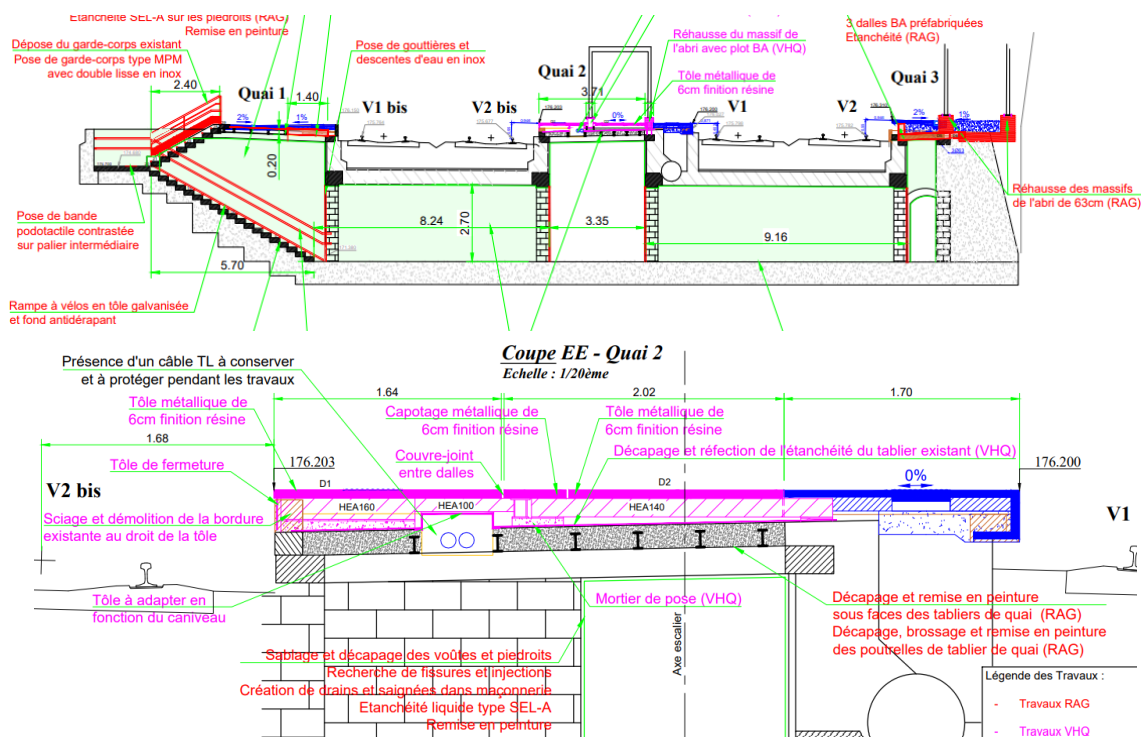 Etanchéité SEL-A sur les piedroits (RAG)
Remise en peinture
Dépose du garde-corps existant
Pose de garde-corps type MPM
avec double lisse en inox
2.40
Quai 1
1.40
Pose de gouttières et
descentes d'eau en inox
V1 bis
V2 bis
Quai 2
3.71
Réhausse du massif de
l'abri avec plot BA (VHQ)
Tôle métallique de
6cm finition résine
V1
V2
3 dalles BA préfabriquées
Etanchéité (RAG)
Quai 3
2%
1%
0%
2%
1%
0.20
Pose de bande
podotactile contrastée
sur palier intermédiaire
5.70
8.24
2.70
3.35
9.16
Réhausse des massifs
de l'abri de 63cm (RAG)
Rampe à vélos en tôle galvanisée
et fond antidérapant
Coupe EE - Quai 2
Echelle : 1/20ème
Présence d'un câble TL à conserver
et à protéger pendant les travaux
1.64
2.02
1.70
Tôle métallique de
6cm finition résine
Capotage métallique de
6cm finition résine
Tôle métallique de
6cm finition résine
1.68
Couvre-joint
entre dalles
Décapage et réfection de l'étanchéité du tablier existant (VHQ)
Tôle de fermeture
176.203
176.200
V2 bis
D1
D2
0%
HEA160
HEA100
HEA140
V1
Sciage et démolition de la bordure
existante au droit de la tôle
Tôle à adapter en
fonction du caniveau
Mortier de pose (VHQ)
Axe escalier
Décapage et remise en peinture
sous faces des tabliers de quai (RAG)
Décapage, brossage et remise en peinture
des poutrelles de tablier de quai (RAG)
Sablage et décapage des voûtes et piedroits
Recherche de fissures et injections
Création de drains et saignées dans maçonnerie
Etanchéité liquide type SEL-A
Remise en peinture
Légende des Travaux :
- Travaux RAG
- Travaux VHQ